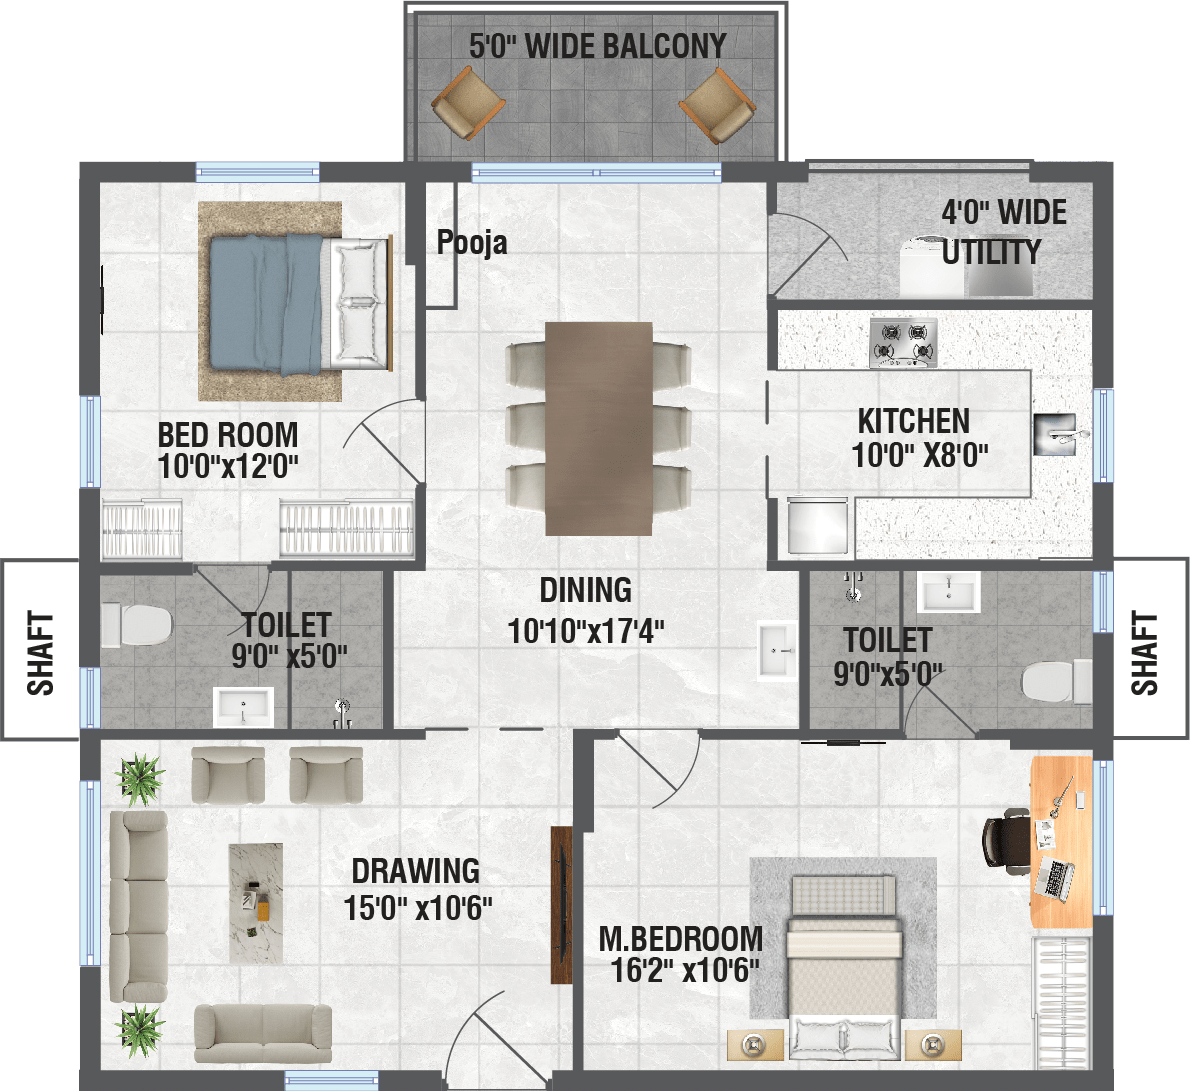 5'0" WIDE BALCONY
4'0" WIDE
UTILITY
Pooja
KITCHEN
10'0" X8'0"
BED ROOM
10'0"x12'0"
DINING
10'10"x17'4"
SHAFT
TOILET
9'0" x5'0"
TOILET
9'0"x5'0"
SHAFT
DRAWING
15'0" x10'6"
M.BEDROOM
16'2" x10'6"